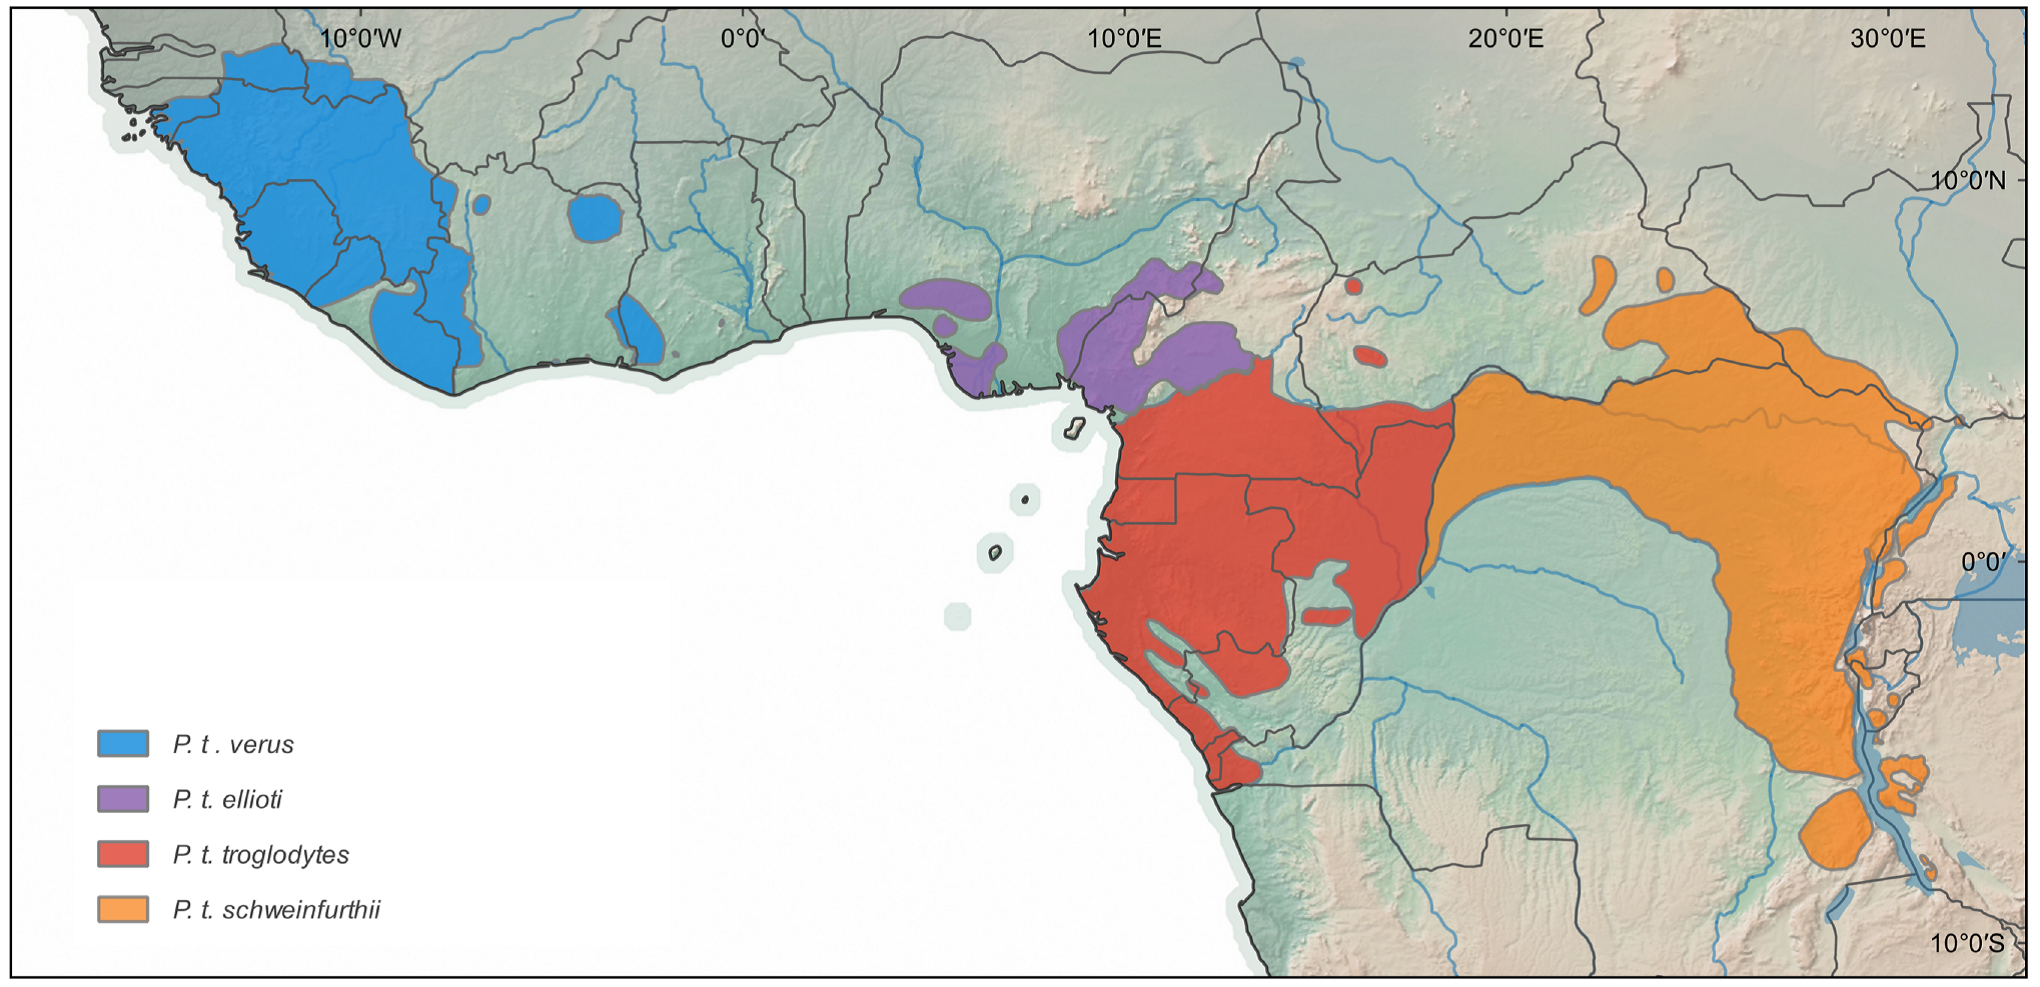 10°0′W 0°0′ 10°0′E 20°0′E 30°0′E
10°0′N
0°0′
P. t . verus
P. t. ellioti
P. t. troglodytes
P. t. schweinfurthii
10°0′S